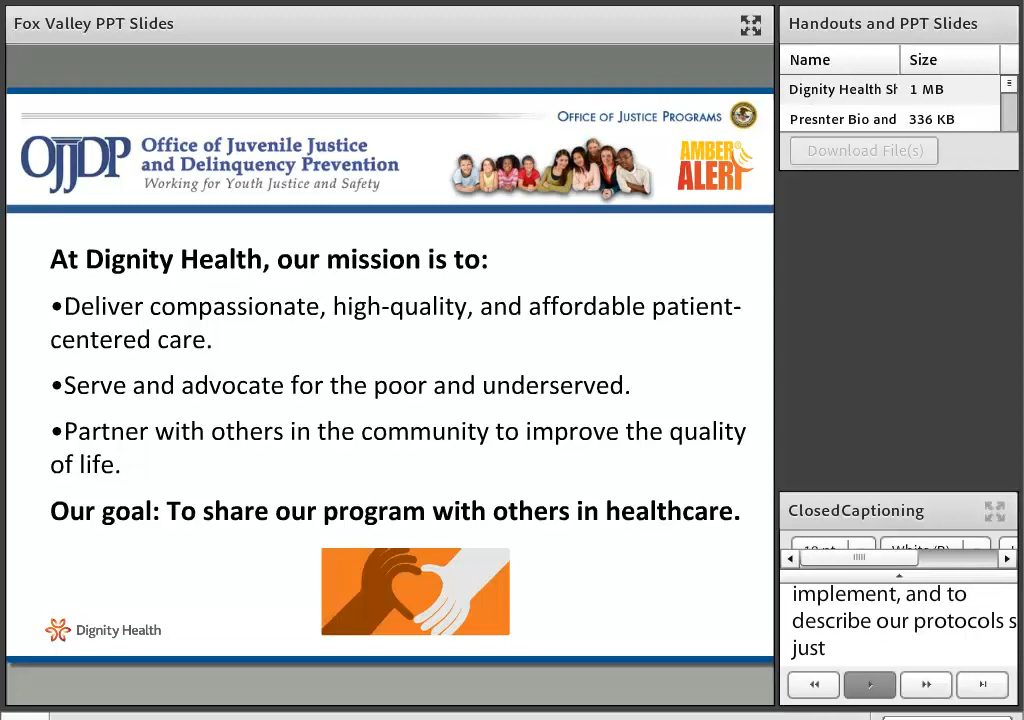 Fox Valley PPT Slides
Handouts and PPT Slides
Name Size
Dignity Health 1 MB
Presnter Bio and 336 KB
Download File(s)
OFFICE OF JUSTICE PROGRAMS
OJJDP
Office of Juvenile Justice
and Delinquency Prevention
Working for Youth Justice and Safety
AMBER
ALERT
At Dignity Health, our mission is to:
•Deliver compassionate, high-quality, and affordable patient-
centered care.
•Serve and advocate for the poor and underserved.
•Partner with others in the community to improve the quality
of life.
Our goal: To share our program with others in healthcare.
Dignity Health
ClosedCaptioning
implement, and to
describe our protocols s
just